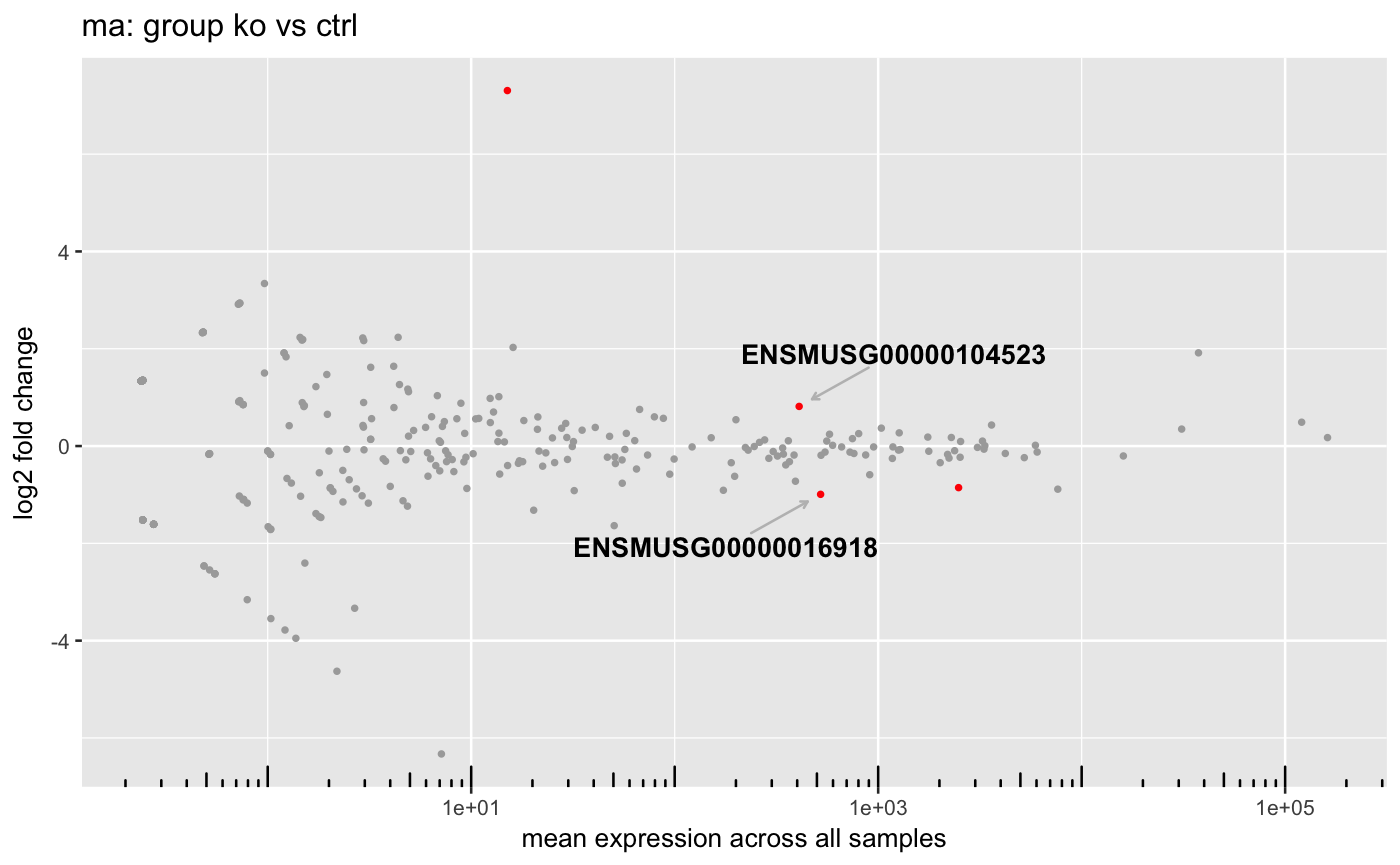 ma: group ko vs ctrl
4
0
-4
log2 fold change
ENSMUSG00000104523
ENSMUSG00000016918
1e+01
1e+03
1e+05
mean expression across all samples